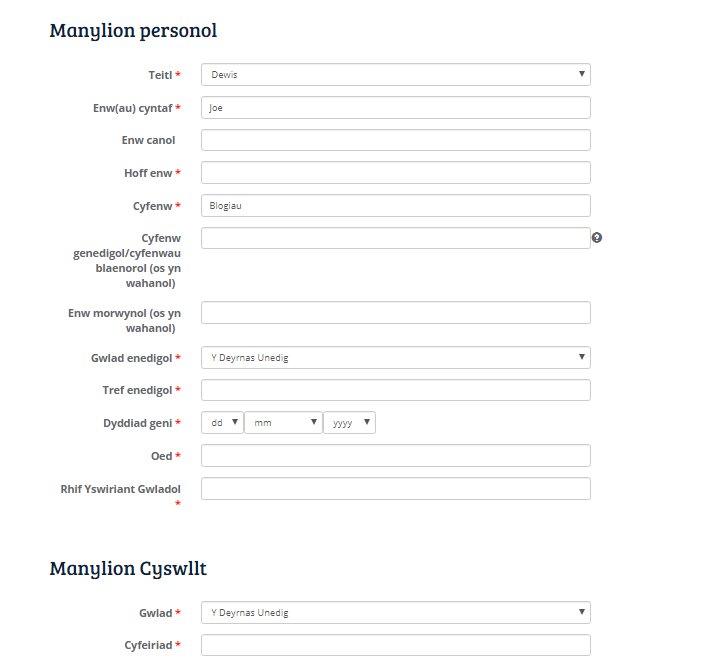 Manylion personol
Teitl * Dewis
Enw(au) cyntaf * Joe
Enw canol
Hoff enw *
Cyfenw * Blogiau
Cyfenw
genedigol/cyfenwau
blaenorol (os yn
wahanol)
Enw morwynol (os yn
wahanol)
Gwlad enedigol * Y Deyrnas Unedig
Tref enedigol *
Dyddiad geni * dd mm yyyy
Oed *
Rhif Yswiriant Gwladol
*
Manylion Cyswllt
Gwlad * Y Deyrnas Unedig
Cyfeiriad *